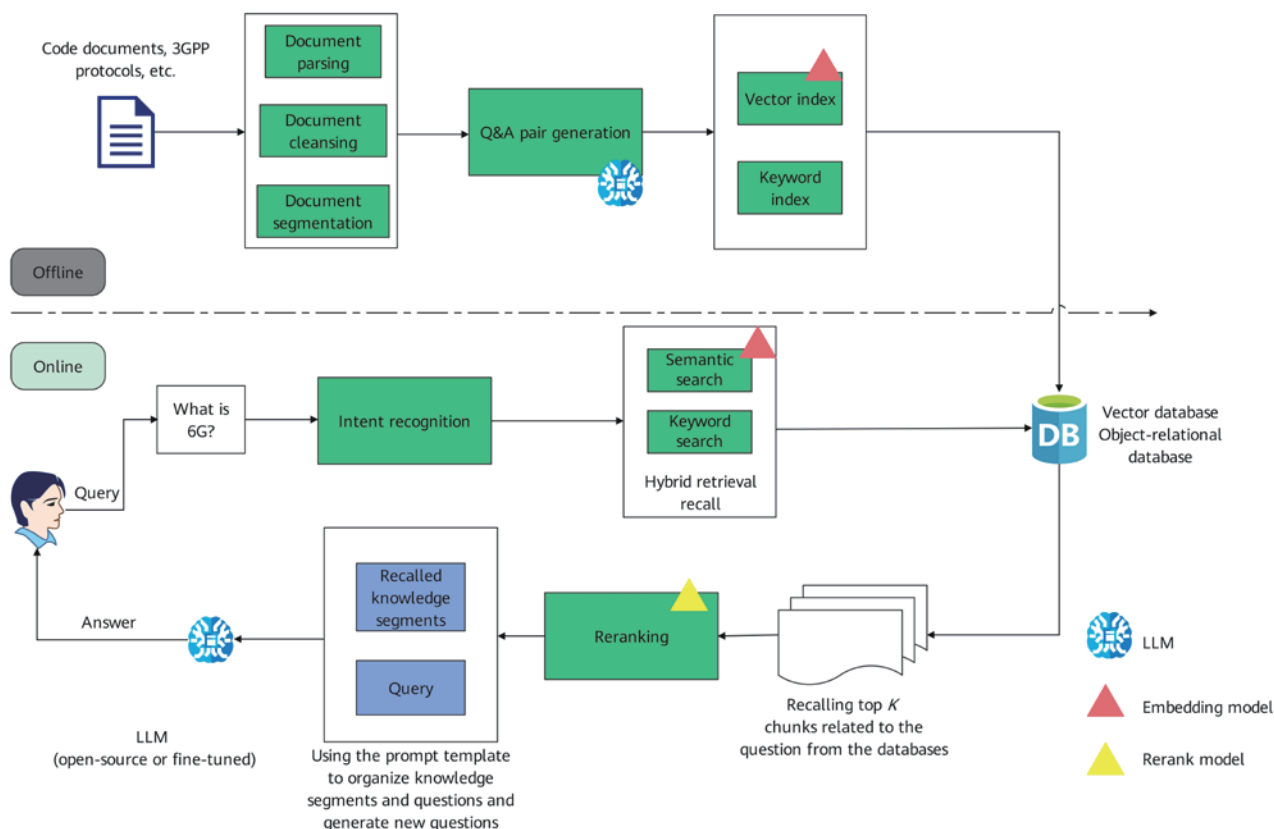 Code documents, 3GPP
protocols, etc.
Document
parsing
Document
cleansing
Document
segmentation
Q&A pair generation
Vector index
Keyword
index
Offline
Online
What is
6G?
Intent recognition
Semantic
search
Keyword
search
Hybrid retrieval
recall
DB
Vector database
Object-relational
database
Query
Answer
LLM
(open-source or fine-tuned)
Recalled
knowledge
segments
Query
Using the prompt template
to organize knowledge
segments and questions and
generate new questions
Reranking
Recalling top K
chunks related to the
question from the databases
LLM
Embedding model
Rerank model